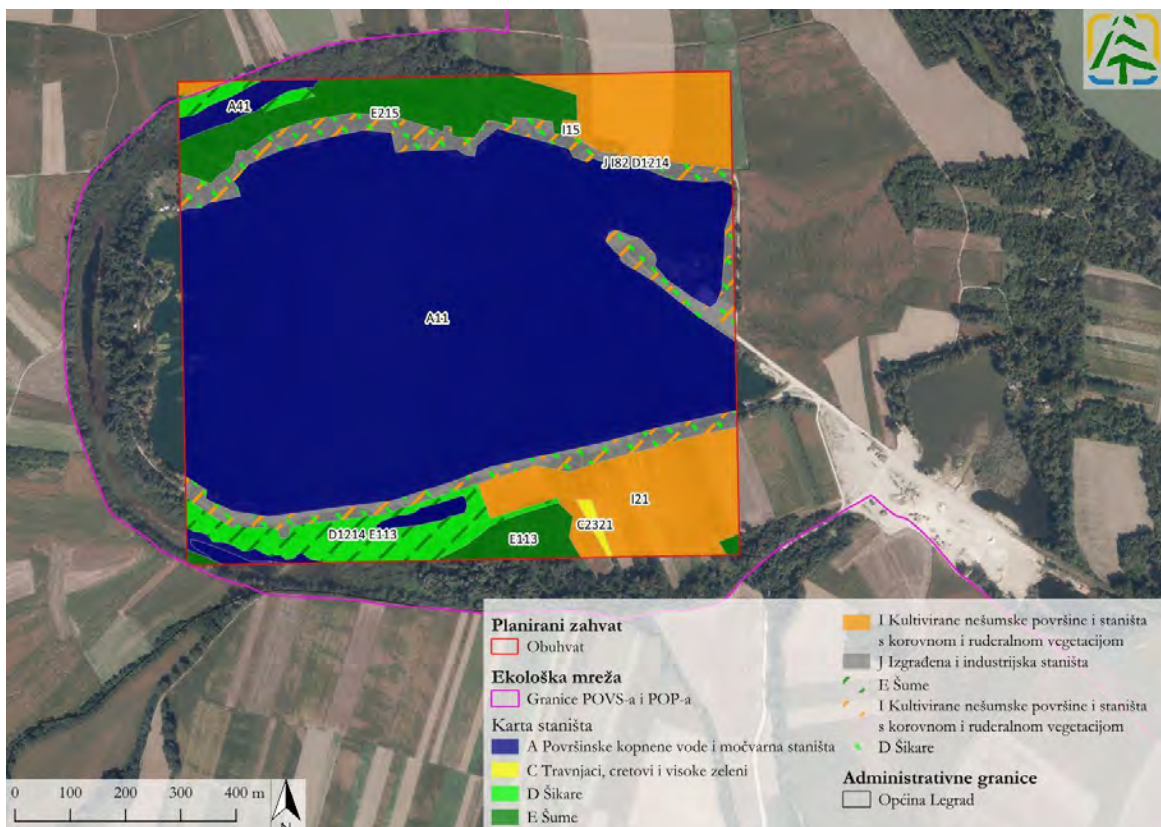 A41
E215
I15
J I82 D1214
A11
I21
C2321
D1214 E113
E113
Planirani zahvat
Obuhvat
Ekološka mreža
Granice POVS-a i POP-a
Karta staništa
A Površinske kopnene vode i močvarna staništa
C Travnjaci, cretovi i visoke zeleni
D Šikare
E Šume
I Kultivirane nešumske površine i staništa
s korovnom i ruderalnom vegetacijom
J Izgrađena i industrijska staništa
E Šume
I Kultivirane nešumske površine i staništa
s korovnom i ruderalnom vegetacijom
D Šikare
Administrativne granice
Općina Legrad
0 100 200 300 400 m
N